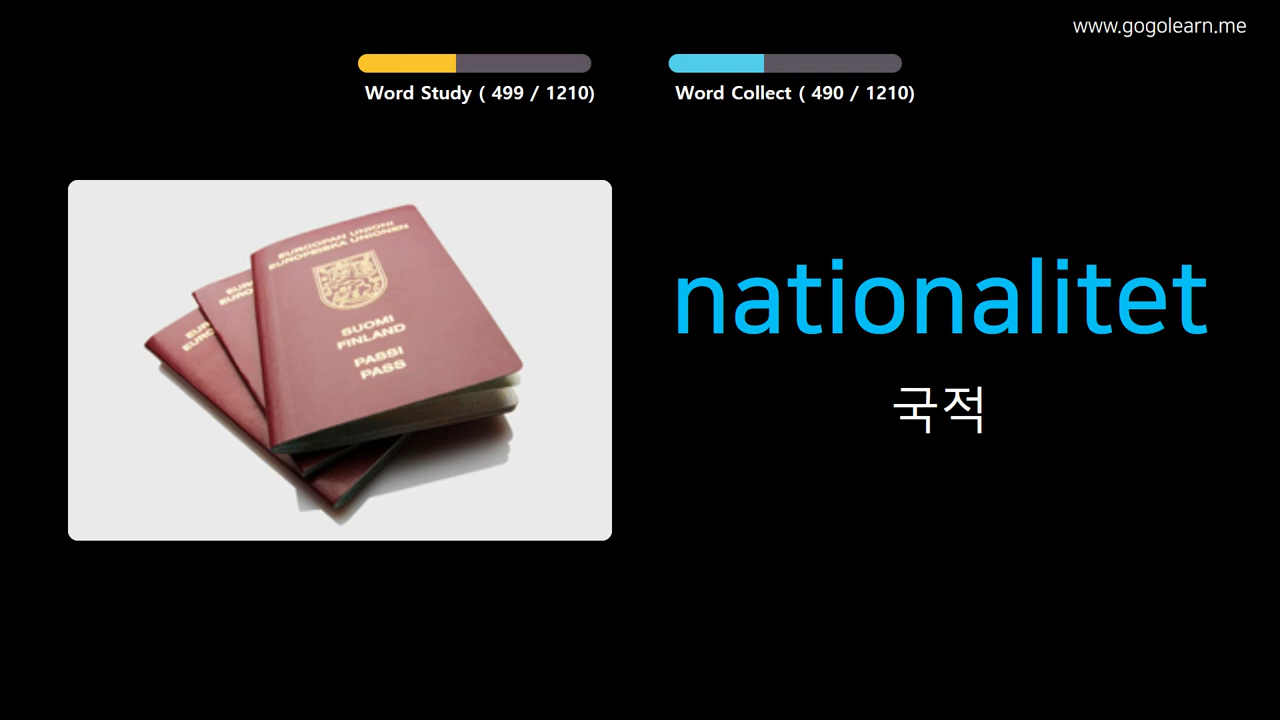 www.gogolearn.me
Word Study ( 499 / 1210)
Word Collect ( 490 / 1210)
EUROOPAN UNIONI
EUROPEISKA UNIONEN
SUOMI
FINLAND
PASSI
PASS
nationalitet
국적